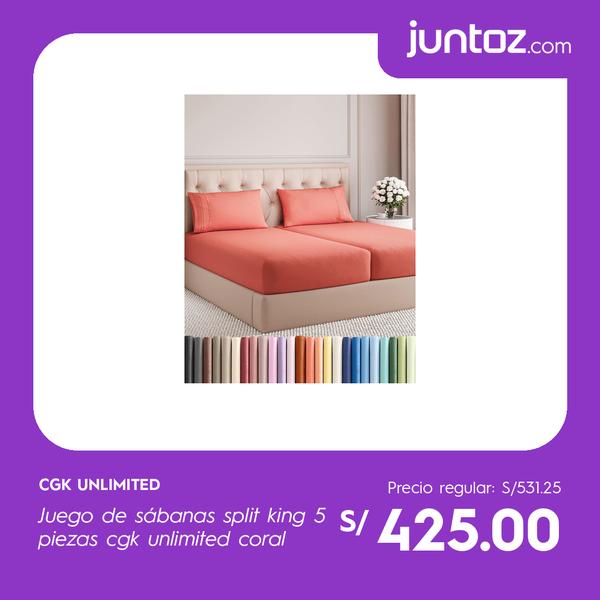 juntoz.com
CGK UNLIMITED
Juego de sábanas split king 5
piezas cgk unlimited coral
Precio regular: S/531.25
S/ 425.00